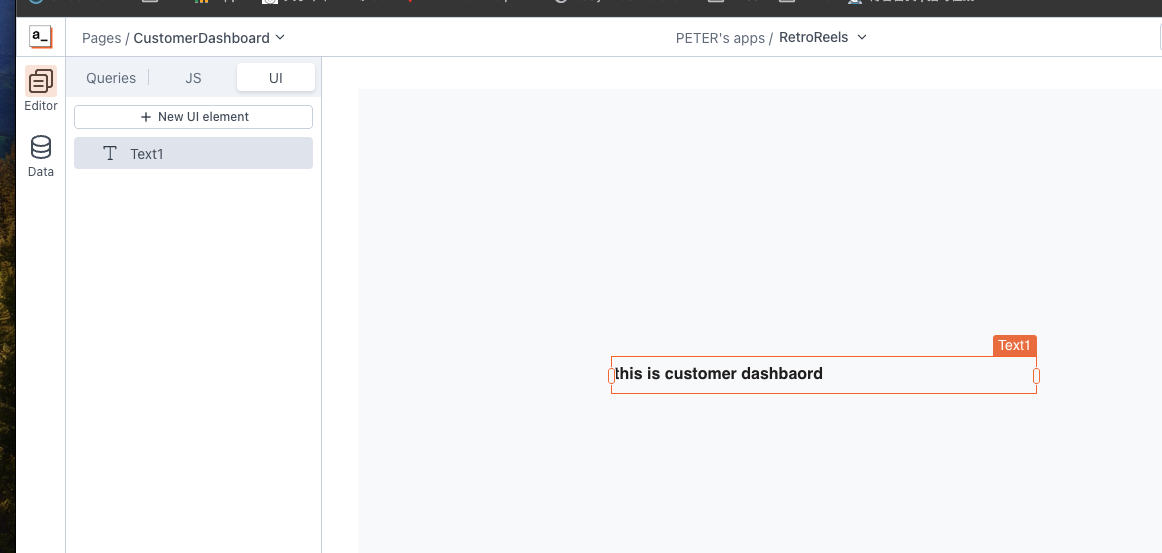 a_
Pages / CustomerDashboard
PETER's apps / RetroReels
Editor
Data
Queries
JS
UI
+ New UI element
Text1
Text1
this is customer dashbaord